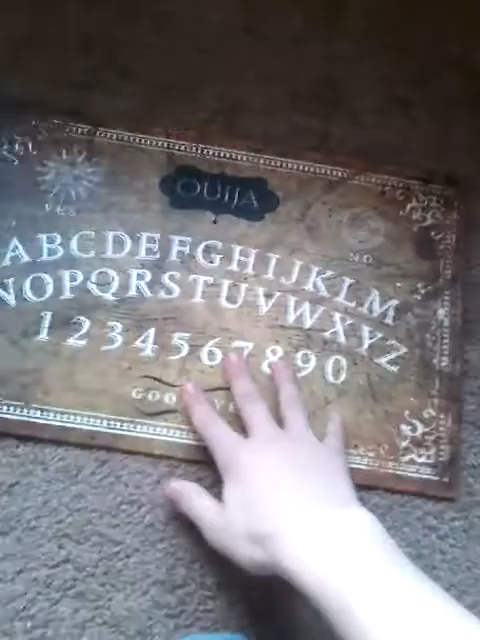 OUIJA
YES
NO
ABCDEFGHIJKLM
NOPQRSTUVWXYZ
1234567890